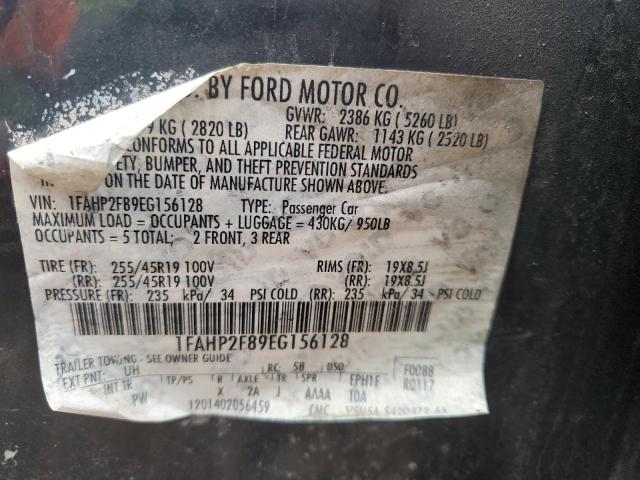 BY FORD MOTOR CO.
GVWR: 2386 KG ( 5260 LB)
9 KG ( 2820 LB) REAR GAWR: 1143 KG ( 2520 LB)
CONFORMS TO ALL APPLICABLE FEDERAL MOTOR
BUMPER, AND THEFT PREVENTION STANDARDS
ON THE DATE OF MANUFACTURE SHOWN ABOVE.
VIN: 1FAHP2F89EG156128 TYPE: Passenger Car
MAXIMUM LOAD = OCCUPANTS + LUGGAGE = 430KG/ 950LB
OCCUPANTS = 5 TOTAL; 2 FRONT, 3 REAR
TIRE (FR): 255/45R19 100V RIMS (FR): 19X8.5J
(RR): 255/45R19 100V (RR): 19X8.5J
PRESSURE (FR): 235 kPa/ 34 PSI COLD (RR): 235 kPa/ 34 PSI COLD
1FAHP2F89EG156128
TRAILER TOWING - SEE OWNER GUIDE
EXT PNT: UH RC: 58 DSO: F0088
INT TR TP/PS R AXLE TR SPR EPH1F R0117
PW X 2A J AAAA TOA
1201402056459 CMC